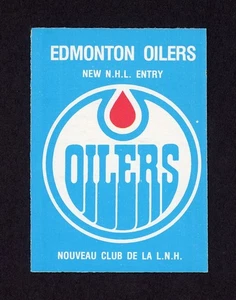 EDMONTON OILERS
NEW N.H.L. ENTRY
OILERS
NOUVEAU CLUB DE LA L.N.H.